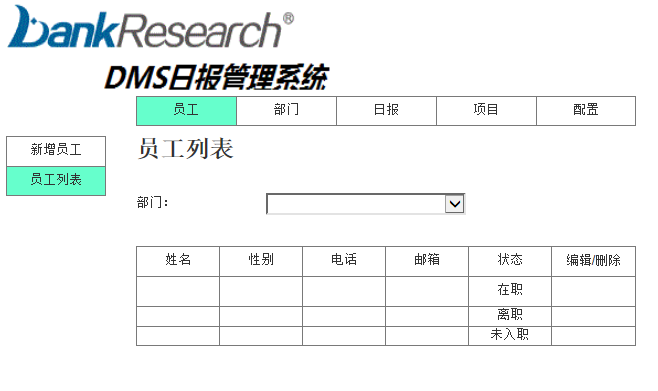 bankResearch®
DMS日报管理系统
员工 部门 日报 项目 配置
新增员工
员工列表
员工列表
部门：
姓名 性别 电话 邮箱 状态 编辑/删除
在职
离职
未入职